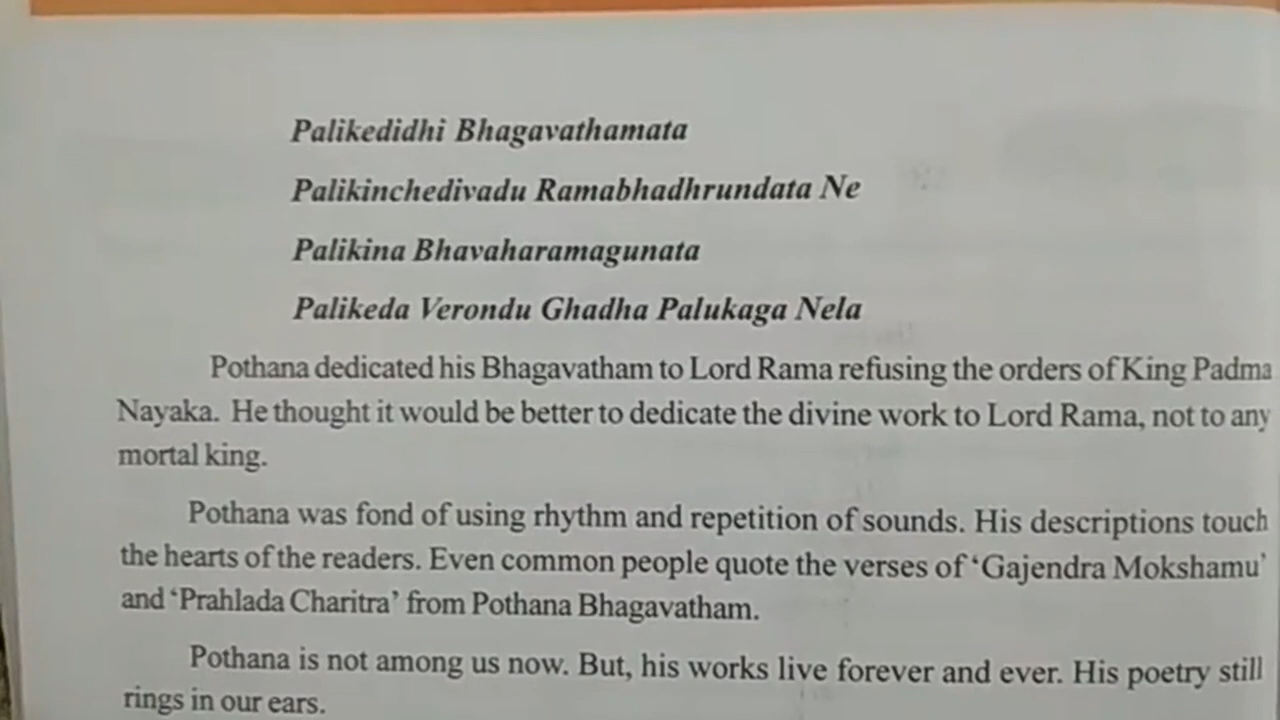 Palikedidhi Bhagavathamata
Palikinchedivadu Ramabhadhrundata Ne
Palikina Bhavaharamagunata
Palikeda Verondu Ghadha Palukaga Nela
Pothana dedicated his Bhagavatham to Lord Rama refusing the orders of King Padma
Nayaka. He thought it would be better to dedicate the divine work to Lord Rama, not to any
mortal king.
Pothana was fond of using rhythm and repetition of sounds. His descriptions touch
the hearts of the readers. Even common people quote the verses of ‘Gajendra Mokshamu’
and ‘Prahlada Charitra’ from Pothana Bhagavatham.
Pothana is not among us now. But, his works live forever and ever. His poetry still
rings in our ears.